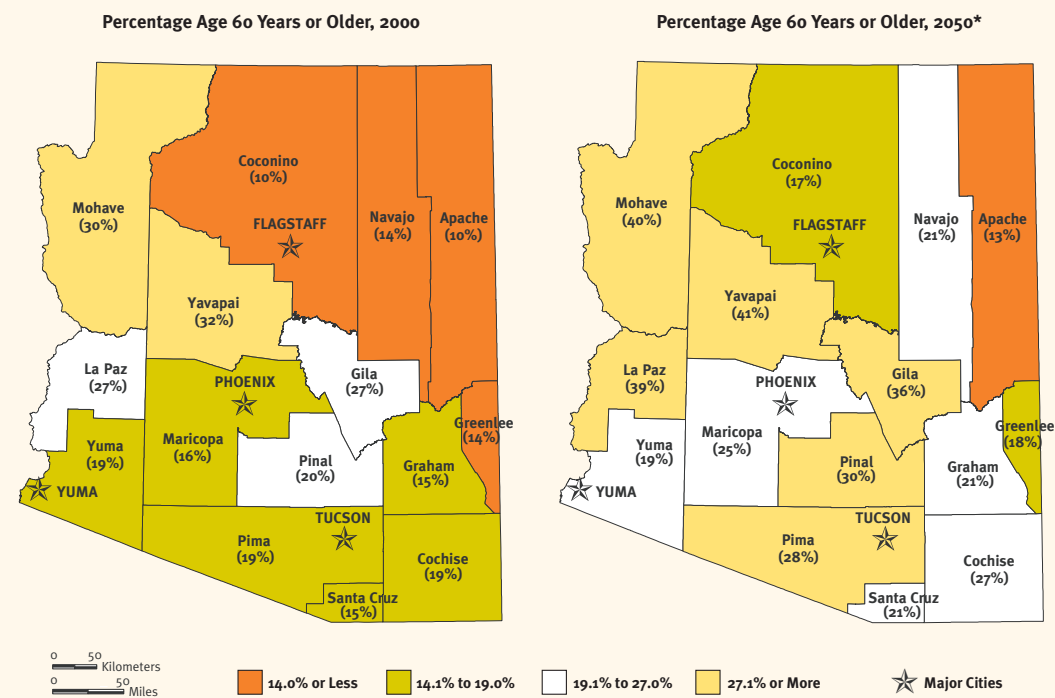 Percentage Age 60 Years or Older, 2000
Coconino
(10%)
Mohave
(30%)
FLAGSTAFF
Navajo
(14%)
Apache
(10%)
Yavapai
(32%)
La Paz
(27%)
PHOENIX
Gila
(27%)
Yuma
(19%)
Maricopa
(16%)
Greenlee
(14%)
Pinal
(20%)
Graham
(15%)
YUMA
TUCSON
Pima
(19%)
Cochise
(19%)
Santa Cruz
(15%)
Percentage Age 60 Years or Older, 2050*
Coconino
(17%)
Mohave
(40%)
FLAGSTAFF
Navajo
(21%)
Apache
(13%)
Yavapai
(41%)
La Paz
(39%)
PHOENIX
Gila
(36%)
Yuma
(19%)
Maricopa
(25%)
Greenlee
(18%)
Pinal
(30%)
Graham
(21%)
YUMA
TUCSON
Pima
(28%)
Cochise
(27%)
Santa Cruz
(21%)
0 50
Kilometers
0 50
Miles
14.0% or Less
14.1% to 19.0%
19.1% to 27.0%
27.1% or More
Major Cities